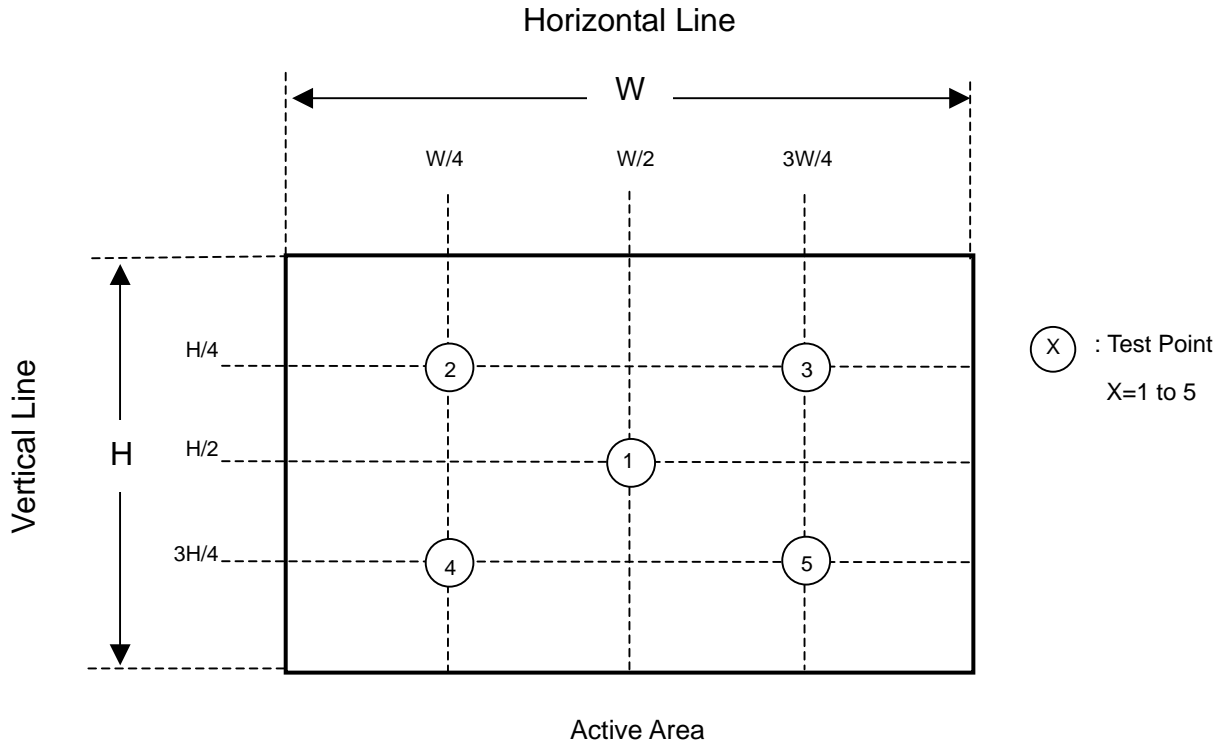 Horizontal Line
W
W/4
W/2
3W/4
H/4
2
3
X : Test Point
X=1 to 5
Vertical Line
H
H/2
1
3H/4
4
5
Active Area